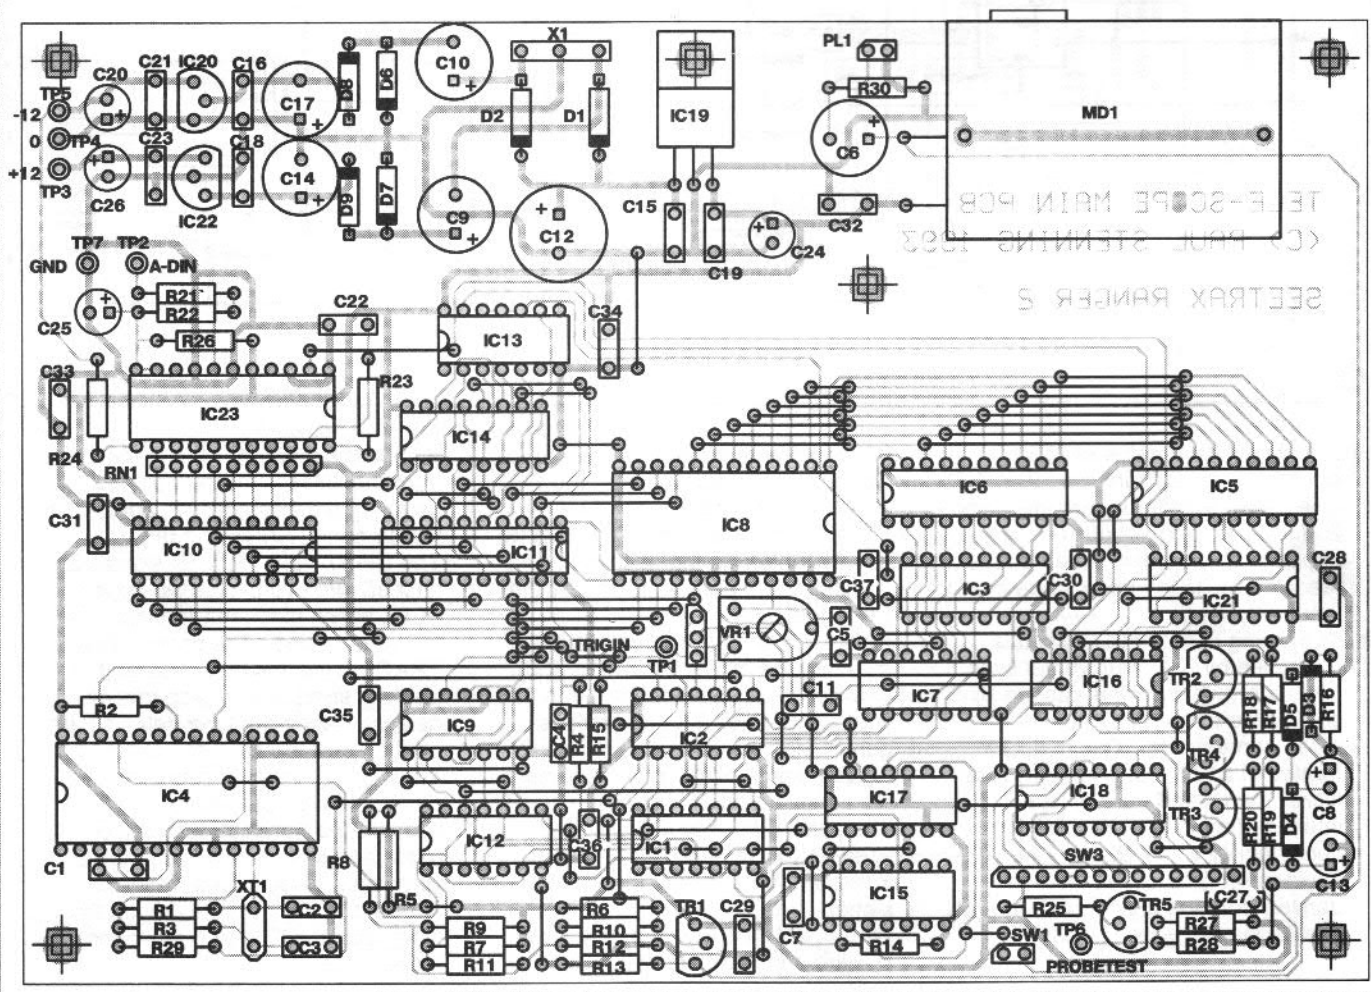 X1
PL1
C21
IC20
C16
C20
TP5
-12
0
TP4
+12
TP3
C23
C18
C26
IC22
C17
C14
D8
D6
D9
D7
C10
D2
D1
IC19
R30
C6
MD1
C9
C12
C15
C19
C24
C32
TELE-SCOPE MAIN PCB
(C) PAUL STENNING 1993
SEETRAX RANGER 2
TP7
TP2
GND
A-DIN
R21
R22
C25
R26
C22
IC13
C34
C33
R23
IC23
IC14
R24
RN1
IC6
IC5
C31
IC10
IC11
IC8
C37
IC3
C30
IC21
C28
TRIGIN
TP1
VR1
C5
IC7
IC16
TR2
R2
C35
IC9
C4
R4
R15
IC2
C11
R18
R17
D5
D3
R16
TR4
IC4
IC17
IC18
TR3
C8
R20
R19
D4
C1
R8
R5
IC12
C36
IC1
SW3
C13
XT1
R1
C2
R3
R29
C3
R9
R7
R11
R6
R10
R12
R13
TR1
C29
C7
IC15
R14
R25
TR5
C27
R27
R28
SW1
TP6
PROBETEST